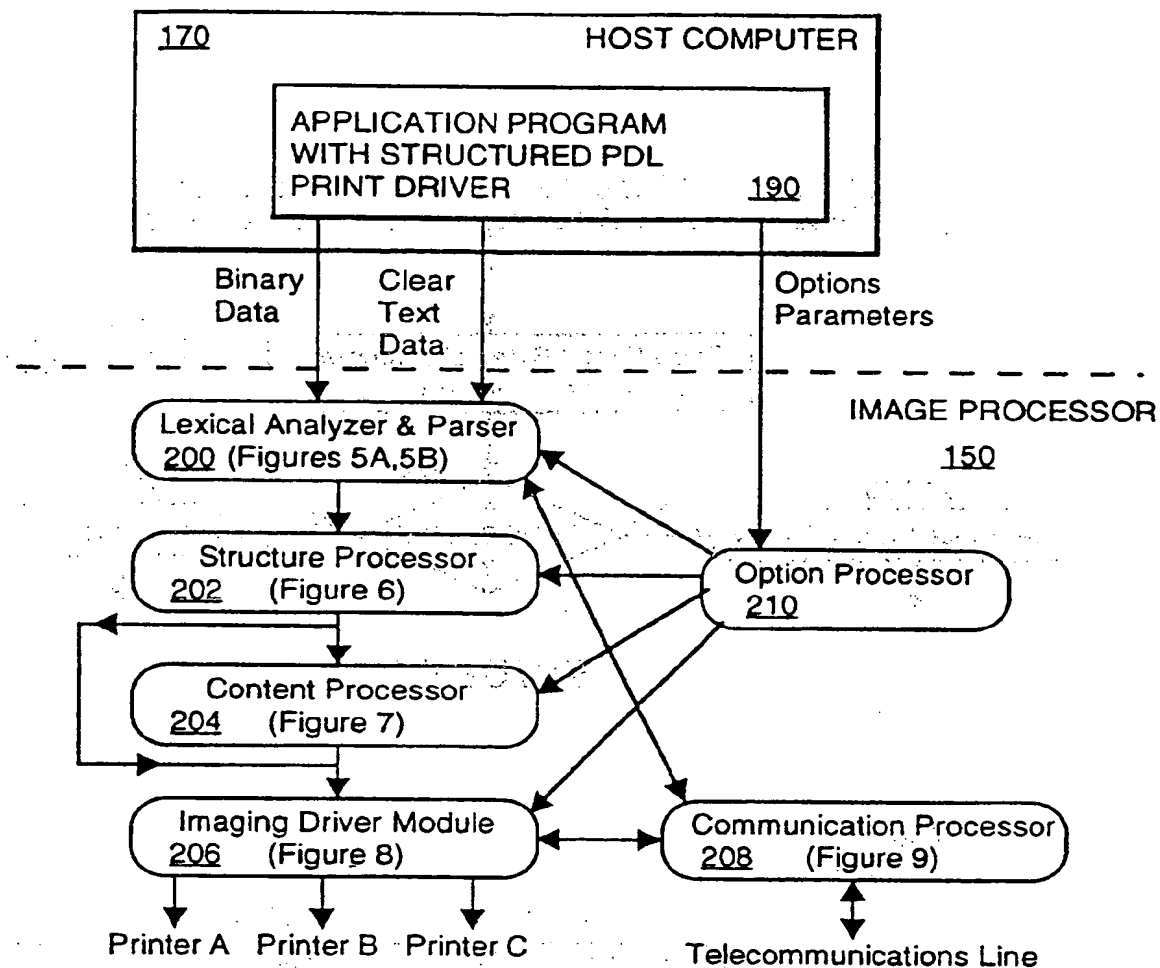 170 HOST COMPUTER
APPLICATION PROGRAM
WITH STRUCTURED PDL
PRINT DRIVER 190
Binary
Data
Clear
Text
Data
Options
Parameters
Lexical Analyzer & Parser
200 (Figures 5A,5B)
IMAGE PROCESSOR
150
Structure Processor
202 (Figure 6)
Option Processor
210
Content Processor
204 (Figure 7)
Imaging Driver Module
206 (Figure 8)
Communication Processor
208 (Figure 9)
Printer A Printer B Printer C
Telecommunications Line